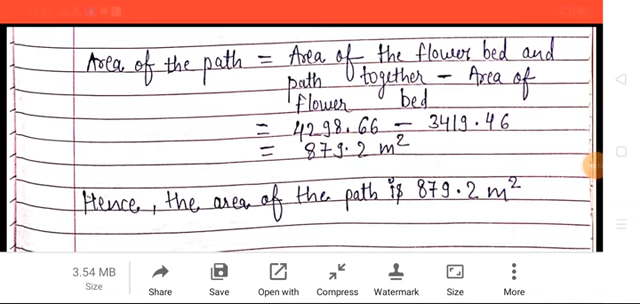 Area of the path = Area of the flower bed and
path together - Area of
flower bed
= 4298.66 - 3419.46
= 879.2 m²
Hence, the area of the path is 879.2 m²
3.54 MB
Size
Share
Save
Open with
Compress
Watermark
Size
More